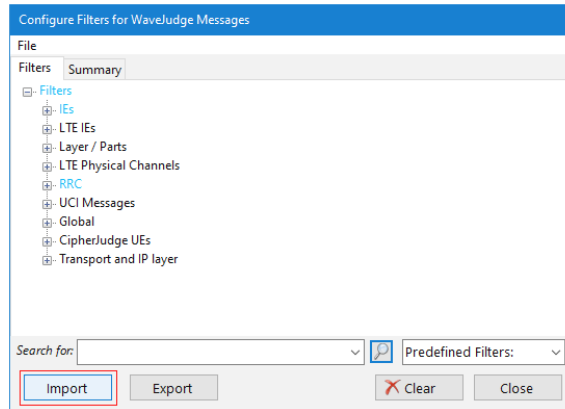 Configure Filters for WaveJudge Messages
File
Filters Summary
Filters
IEs
LTE IEs
Layer / Parts
LTE Physical Channels
RRC
UCI Messages
Global
CipherJudge UEs
Transport and IP layer
Search for: Predefined Filters:
Import Export Clear Close